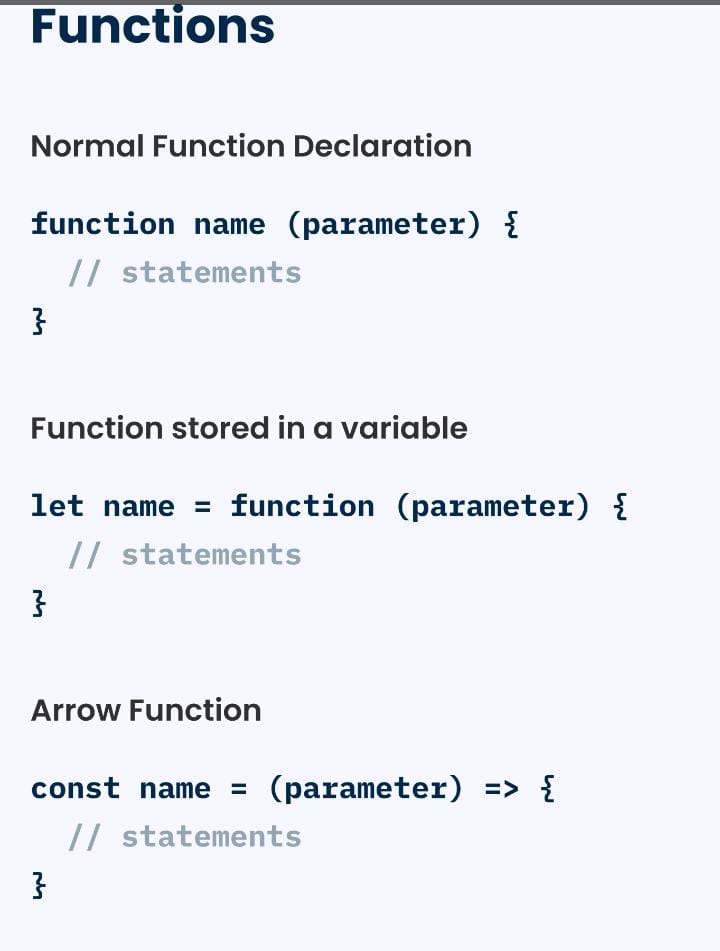 Functions
Normal Function Declaration
function name (parameter) {
  // statements
}
Function stored in a variable
let name = function (parameter) {
  // statements
}
Arrow Function
const name = (parameter) => {
  // statements
}